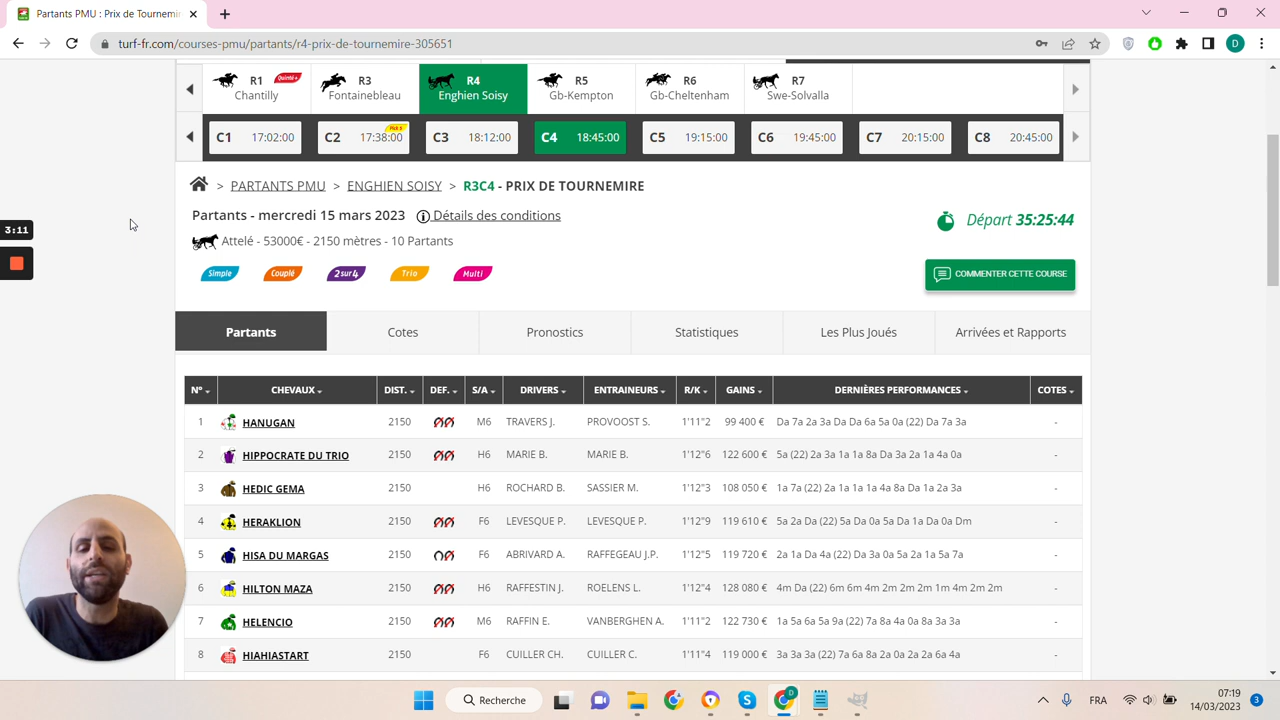 Partants PMU: Prix de Tournemir
turf-fr.com/courses-pmu/partants/r4-prix-de-tournemire-305651
D
R1 Quinté+
Chantilly
R3
Fontainebleau
R4
Enghien Soisy
R5
Gb-Kempton
R6
Gb-Cheltenham
R7
Swe-Solvalla
C1 17:02:00
C2 17:38:00 Pick 5
C3 18:12:00
C4 18:45:00
C5 19:15:00
C6 19:45:00
C7 20:15:00
C8 20:45:00
> PARTANTS PMU > ENGHIEN SOISY > R3C4 - PRIX DE TOURNEMIRE
Partants - mercredi 15 mars 2023 Détails des conditions
Départ 35:25:44
3:11
Attelé - 53000€ - 2150 mètres - 10 Partants
Simple Couplé 2sur4 Trio Multi
COMMENTER CETTE COURSE
Partants Cotes Pronostics Statistiques Les Plus Joués Arrivées et Rapports
N° CHEVAUX DIST. DEF. S/A DRIVERS ENTRAINEURS R/K GAINS DERNIÈRES PERFORMANCES COTES
1 HANUGAN 2150 M6 TRAVERS J. PROVOOST S. 1'11"2 99 400 € Da 7a 2a 3a Da Da 6a 5a 0a (22) Da 7a 3a -
2 HIPPOCRATE DU TRIO 2150 H6 MARIE B. MARIE B. 1'12"6 122 600 € 5a (22) 2a 3a 1a 1a 8a Da 3a 2a 1a 4a 0a -
3 HEDIC GEMA 2150 H6 ROCHARD B. SASSIER M. 1'12"3 108 050 € 1a 7a (22) 2a 1a 1a 1a 4a 8a Da 1a 2a 3a -
4 HERAKLION 2150 F6 LEVESQUE P. LEVESQUE P. 1'12"9 119 610 € 5a 2a Da (22) 5a Da 0a 5a Da 1a Da 0a Dm -
5 HISA DU MARGAS 2150 F6 ABRIVARD A. RAFFEGEAU J.P. 1'12"5 119 720 € 2a 1a Da 4a (22) Da 3a 0a 5a 2a 1a 5a 7a -
6 HILTON MAZA 2150 H6 RAFFESTIN J. ROELENS L. 1'12"4 128 080 € 4m Da (22) 6m 6m 4m 2m 2m 2m 1m 4m 2m 2m -
7 HELENCIO 2150 M6 RAFFIN E. VANBERGHEN A. 1'11"2 122 730 € 1a 5a 6a 5a 9a (22) 7a 8a 4a 0a 8a 3a 3a -
8 HIAHIASTART 2150 F6 CUILLER CH. CUILLER C. 1'11"4 119 000 € 3a 3a 3a (22) 7a 6a 8a 2a 0a 2a 2a 6a 4a -
Recherche
FRA
07:19
14/03/2023
3